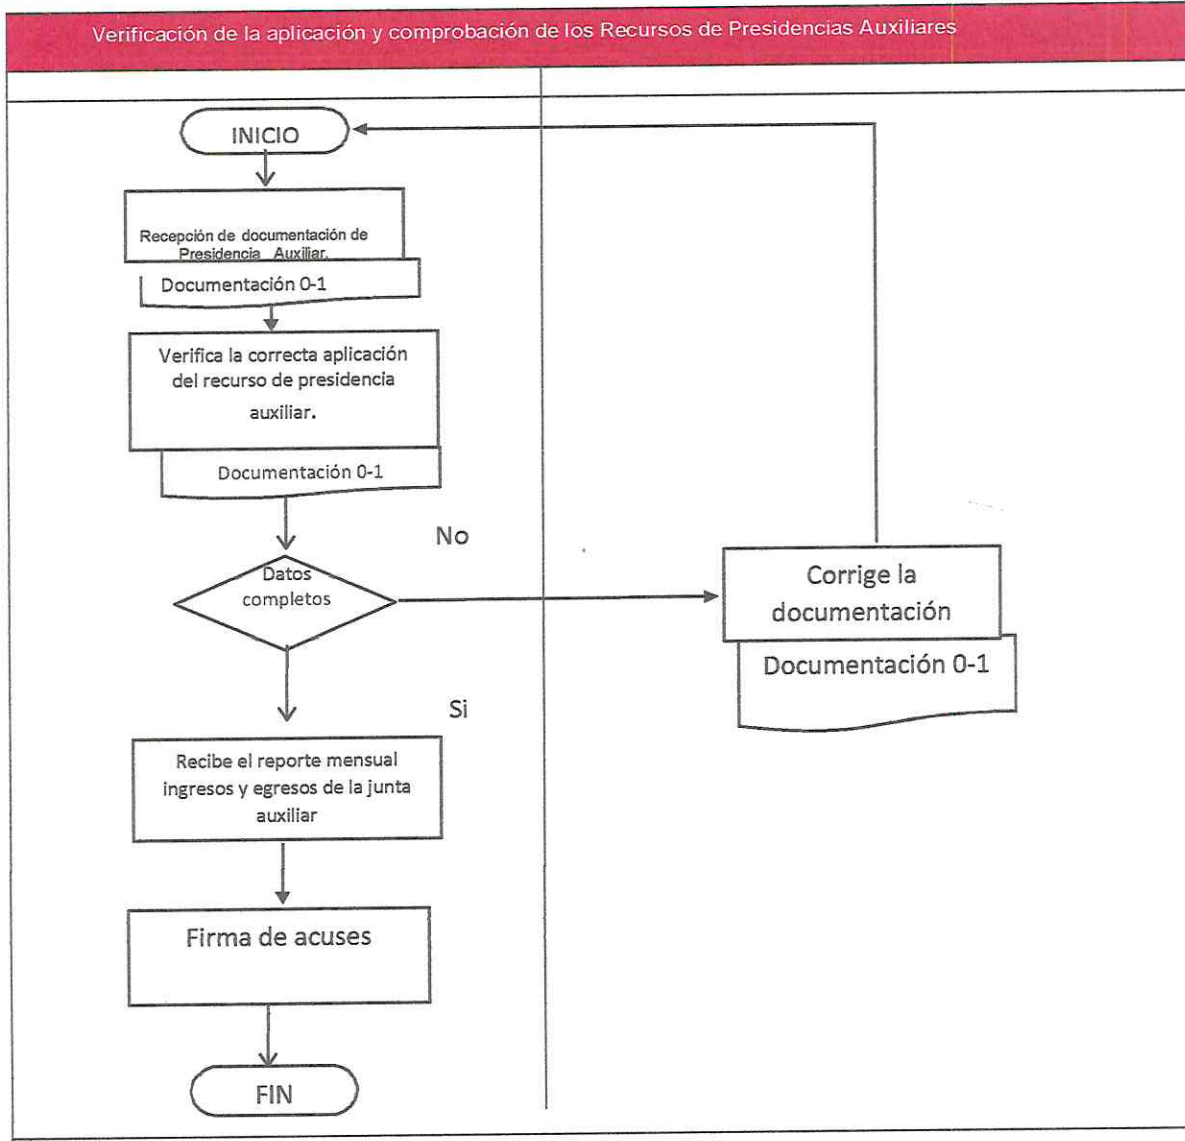 Verificación de la aplicación y comprobación de los Recursos de Presidencias Auxiliares
INICIO
Recepción de documentación de
Presidencia Auxiliar.
Documentación 0-1
Verifica la correcta aplicación
del recurso de presidencia
auxiliar.
Documentación 0-1
No
Datos
completos
Corrige la
documentación
Documentación 0-1
Si
Recibe el reporte mensual
ingresos y egresos de la junta
auxiliar
Firma de acuses
FIN